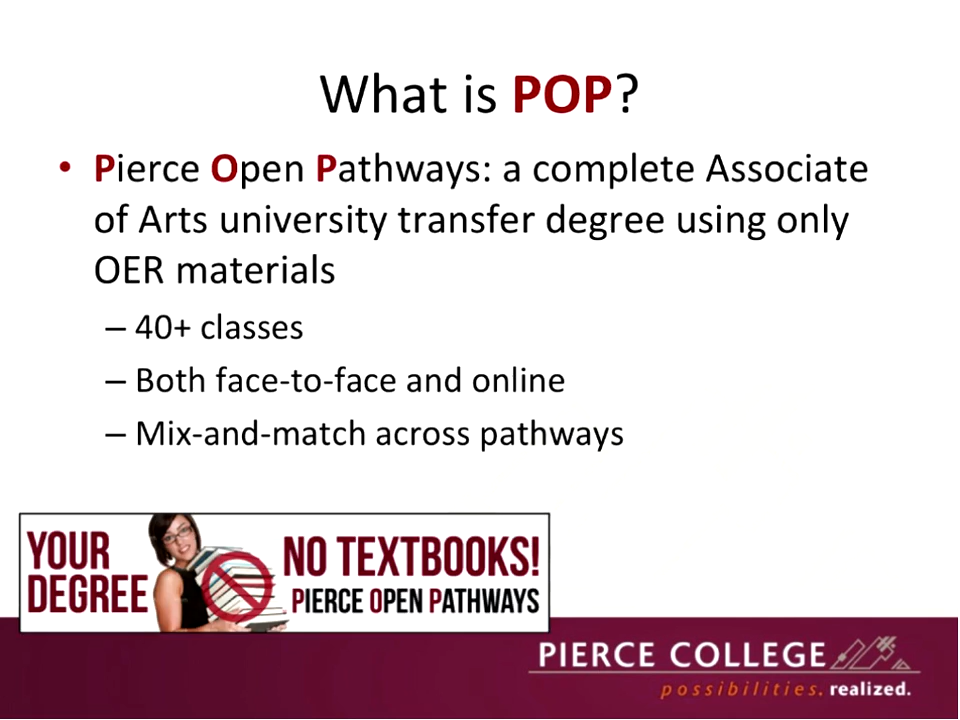 What is POP?
• Pierce Open Pathways: a complete Associate
of Arts university transfer degree using only
OER materials
– 40+ classes
– Both face-to-face and online
– Mix-and-match across pathways
YOUR
DEGREE
NO TEXTBOOKS!
PIERCE OPEN PATHWAYS
PIERCE COLLEGE
possibilities. realized.